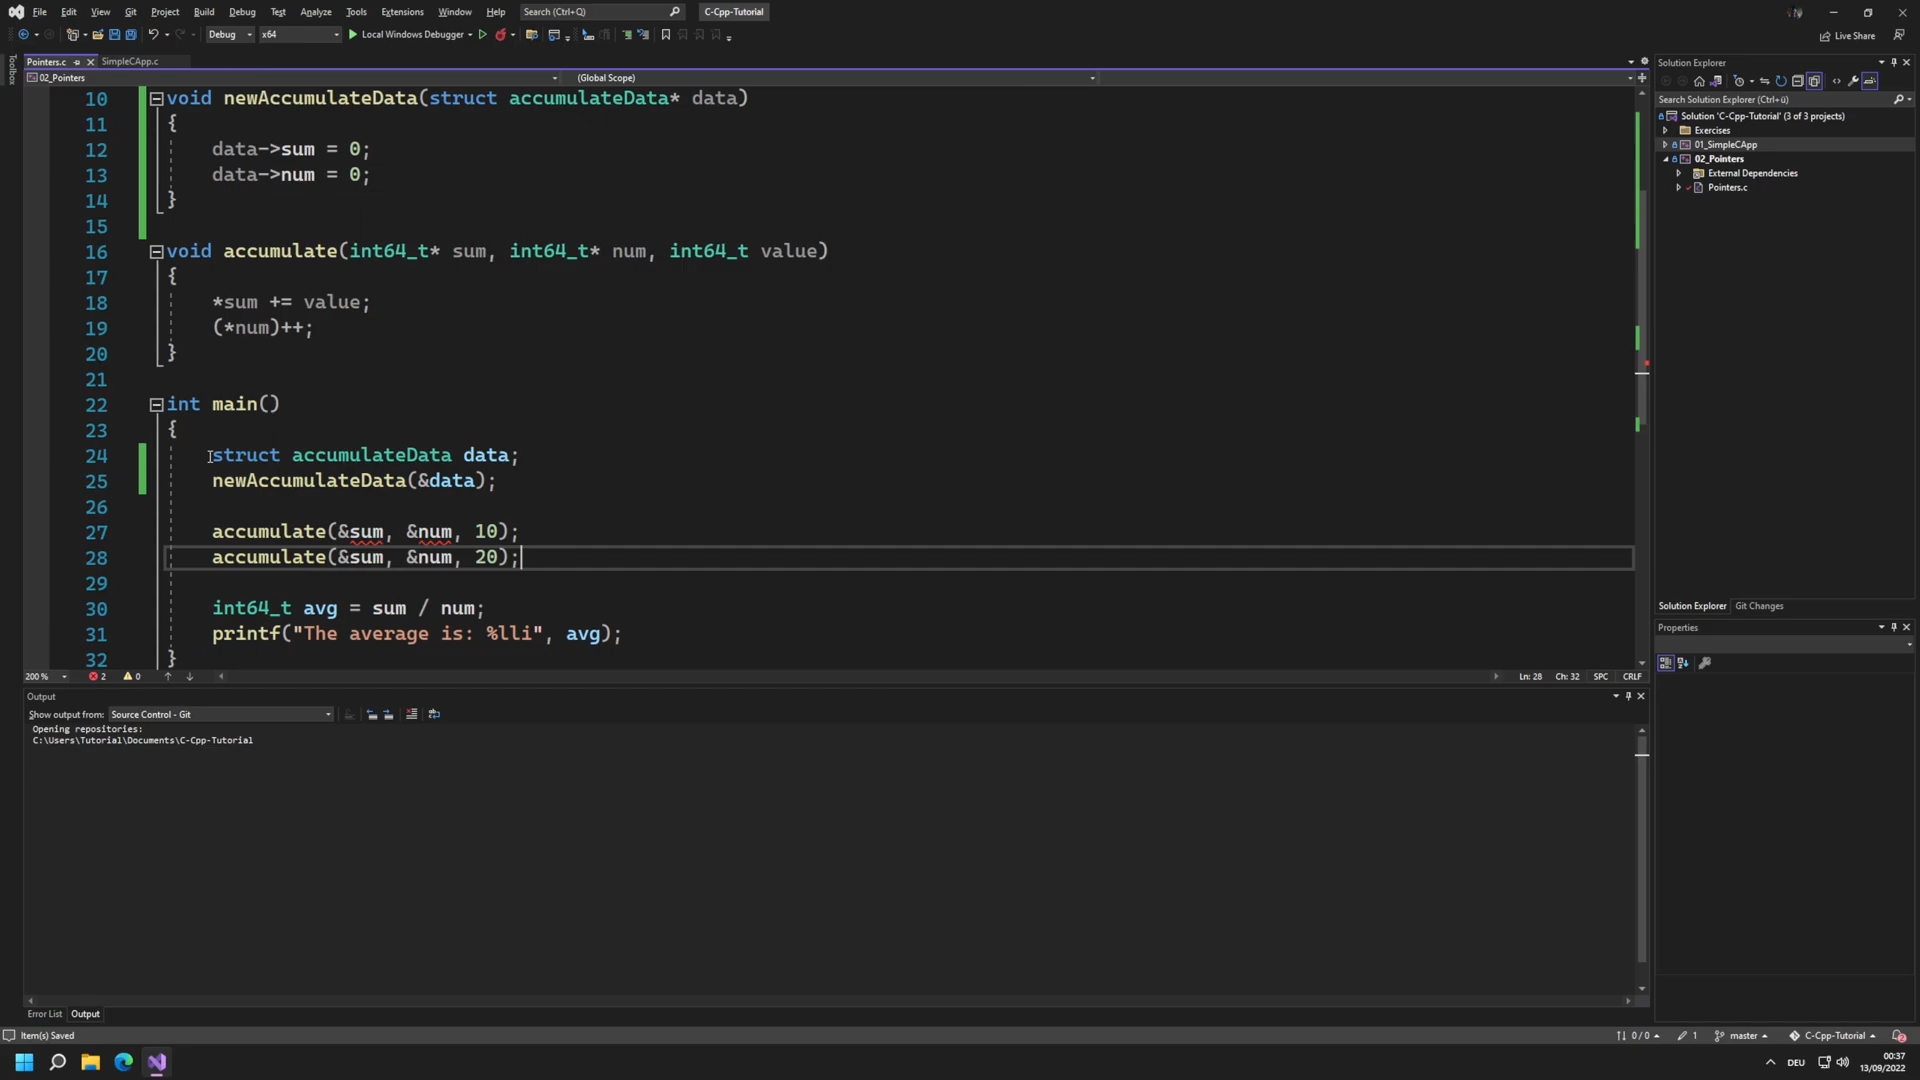 File Edit View Git Project Build Debug Test Analyze Tools Extensions Window Help Search (Ctrl+Q) C-Cpp-Tutorial
Debug x64 Local Windows Debugger Live Share
Toolbox
Pointers.c SimpleCApp.c
02_Pointers (Global Scope)
10 void newAccumulateData(struct accumulateData* data)
11 {
12 data->sum = 0;
13 data->num = 0;
14 }
15
16 void accumulate(int64_t* sum, int64_t* num, int64_t value)
17 {
18 *sum += value;
19 (*num)++;
20 }
21
22 int main()
23 {
24 struct accumulateData data;
25 newAccumulateData(&data);
26
27 accumulate(&sum, &num, 10);
28 accumulate(&sum, &num, 20);
29
30 int64_t avg = sum / num;
31 printf("The average is: %lli", avg);
32 }
200 % 2 0 Ln: 28 Ch: 32 SPC CRLF
Output
Show output from: Source Control - Git
Opening repositories:
C:\Users\Tutorial\Documents\C-Cpp-Tutorial
Error List Output
Solution Explorer
Search Solution Explorer (Ctrl+ü)
Solution 'C-Cpp-Tutorial' (3 of 3 projects)
Exercises
01_SimpleCApp
02_Pointers
External Dependencies
Pointers.c
Solution Explorer Git Changes
Properties
Item(s) Saved 0 / 0 1 master C-Cpp-Tutorial 2
DEU 00:37
13/09/2022